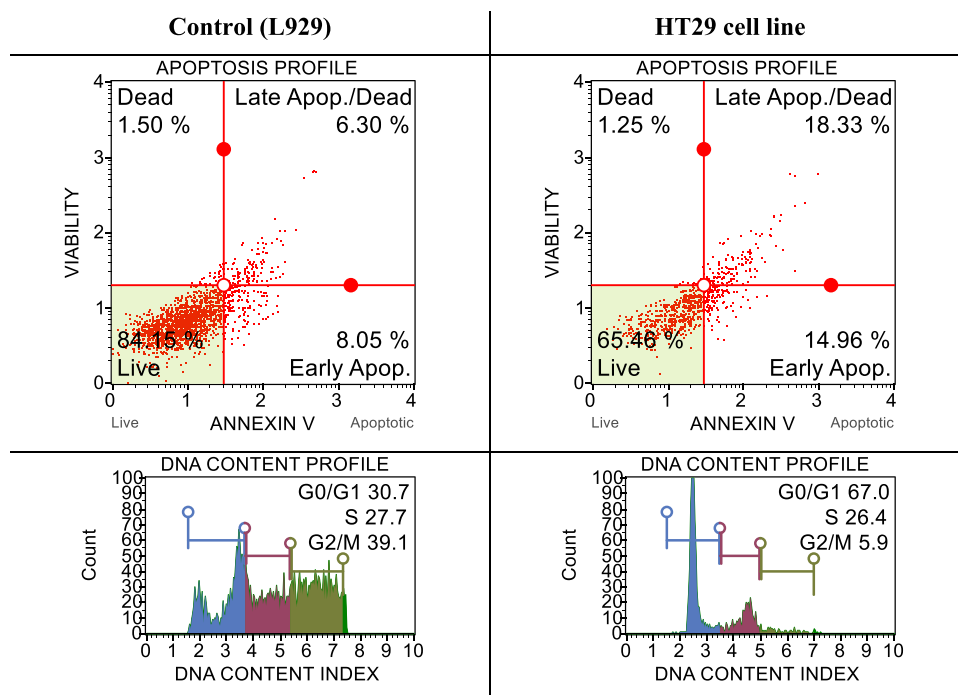 Control (L929)
HT29 cell line
APOPTOSIS PROFILE
4
3
2
1
0
VIABILITY
Dead
1.50 %
Late Apop./Dead
6.30 %
84.15 %
Live
8.05 %
Early Apop.
0 1 2 3 4
Live ANNEXIN V Apoptotic
APOPTOSIS PROFILE
4
3
2
1
0
VIABILITY
Dead
1.25 %
Late Apop./Dead
18.33 %
65.46 %
Live
14.96 %
Early Apop.
0 1 2 3 4
Live ANNEXIN V Apoptotic
DNA CONTENT PROFILE
100
90
80
70
60
50
40
30
20
10
0
Count
G0/G1 30.7
S 27.7
G2/M 39.1
0 1 2 3 4 5 6 7 8 9 10
DNA CONTENT INDEX
DNA CONTENT PROFILE
100
90
80
70
60
50
40
30
20
10
0
Count
G0/G1 67.0
S 26.4
G2/M 5.9
0 1 2 3 4 5 6 7 8 9 10
DNA CONTENT INDEX